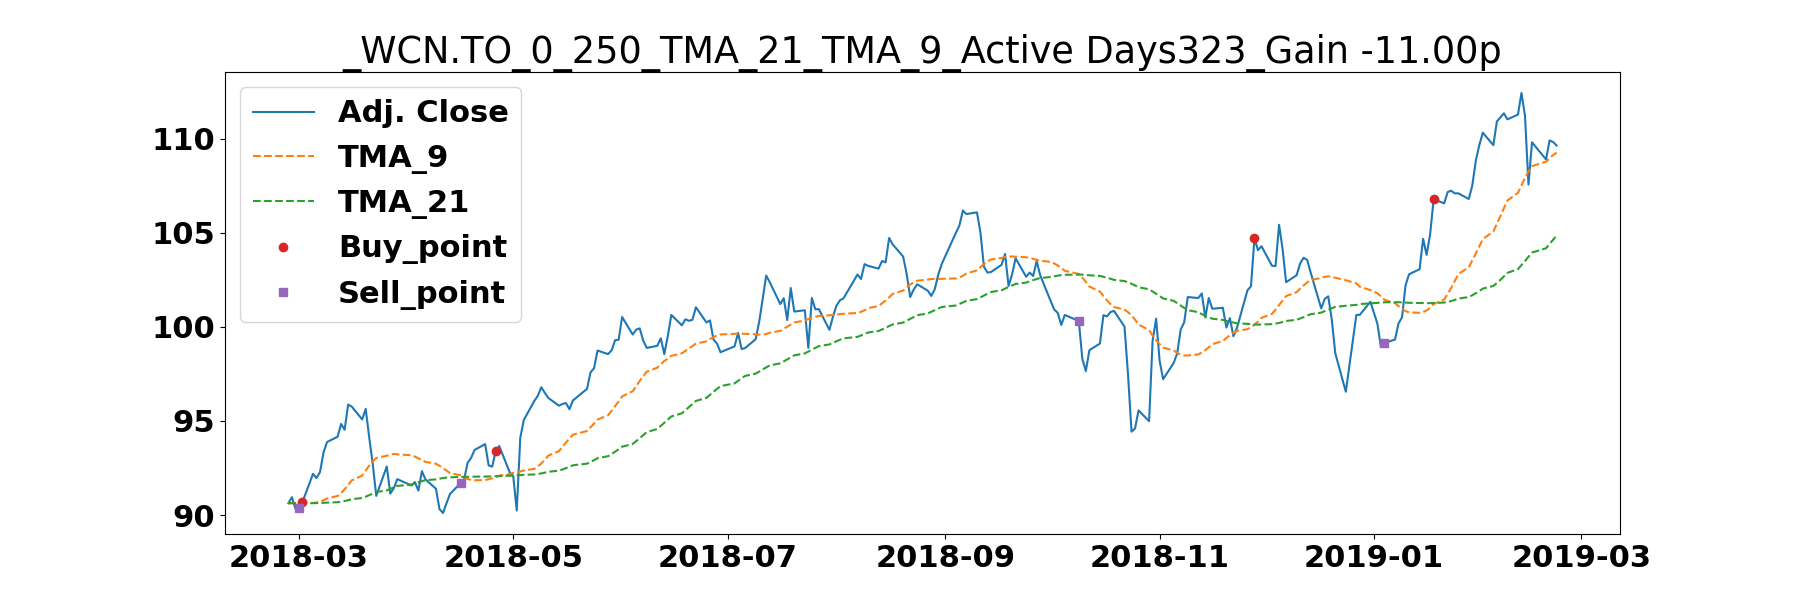 _WCN.TO_0_250_TMA_21_TMA_9_Active Days323_Gain -11.00p
Adj. Close
TMA_9
TMA_21
Buy_point
Sell_point
110
105
100
95
90
2018-03 2018-05 2018-07 2018-09 2018-11 2019-01 2019-03